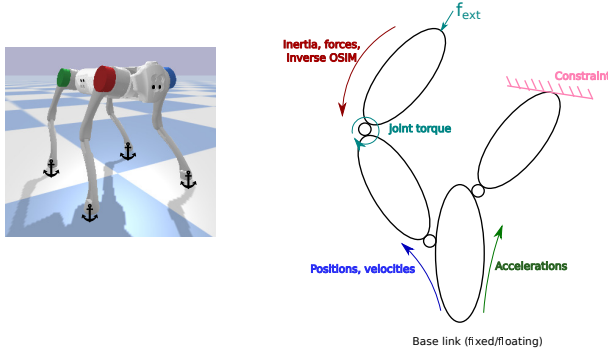 f_ext
Inertia, forces,
inverse OSIM
Constraint
joint torque
Positions, velocities
Accelerations
Base link (fixed/floating)